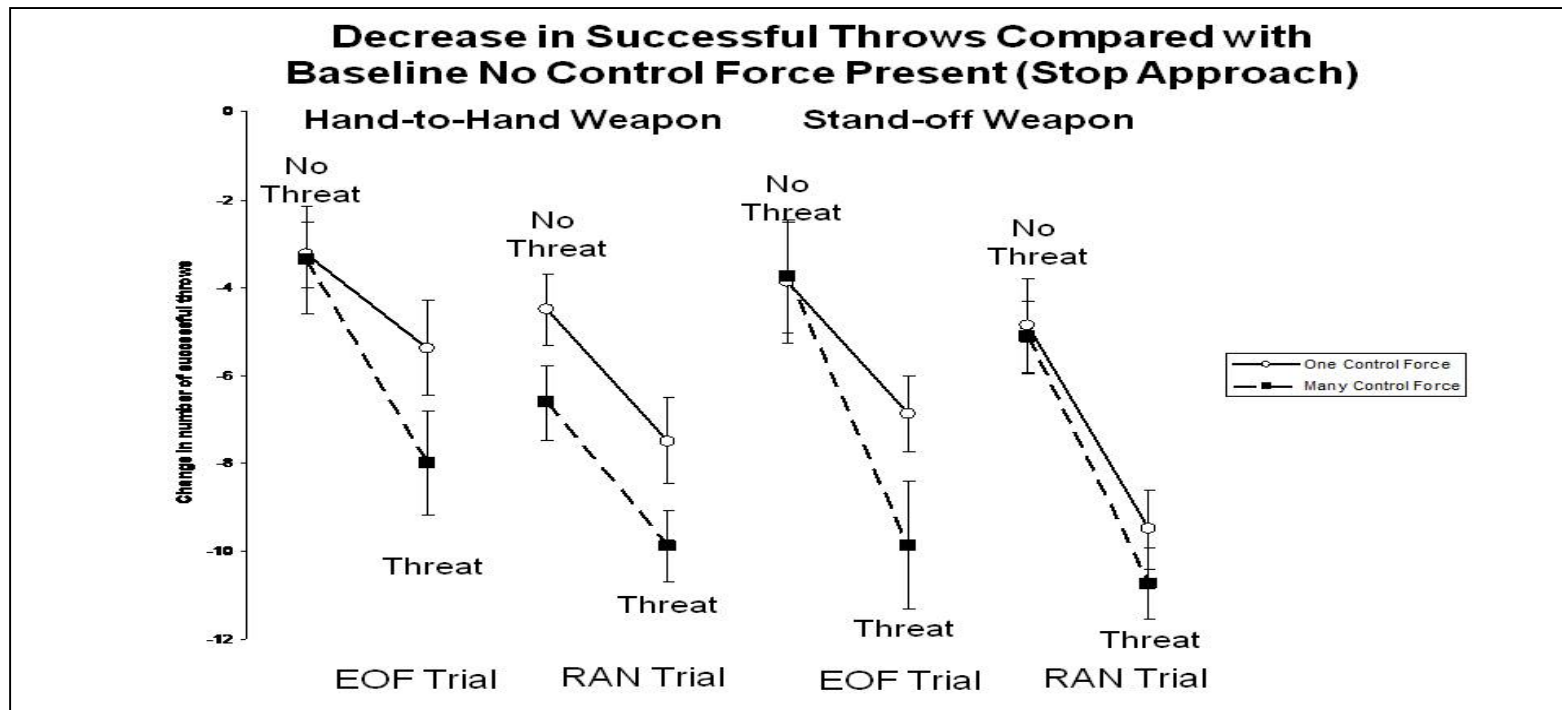 Decrease in Successful Throws Compared with
Baseline No Control Force Present (Stop Approach)
Hand-to-Hand Weapon
Stand-off Weapon
0
-2
-4
-6
-8
-10
-12
Change in number of successful throws
No
Threat
No
Threat
No
Threat
No
Threat
Threat
Threat
Threat
Threat
EOF Trial
RAN Trial
EOF Trial
RAN Trial
One Control Force
Many Control Force